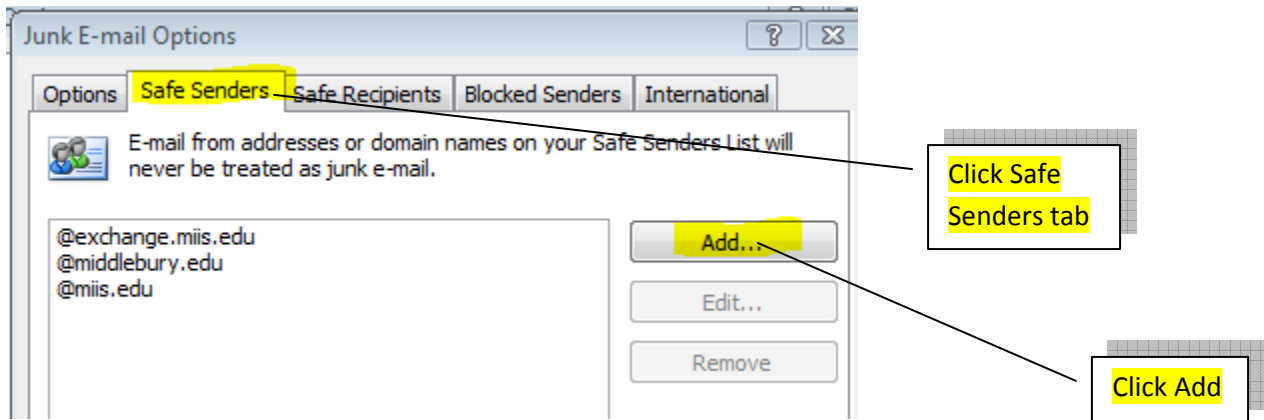 Junk E-mail Options
Options Safe Senders Safe Recipients Blocked Senders International
E-mail from addresses or domain names on your Safe Senders List will
never be treated as junk e-mail.
@exchange.miis.edu
@middlebury.edu
@miis.edu
Add...
Edit...
Remove
Click Safe
Senders tab
Click Add